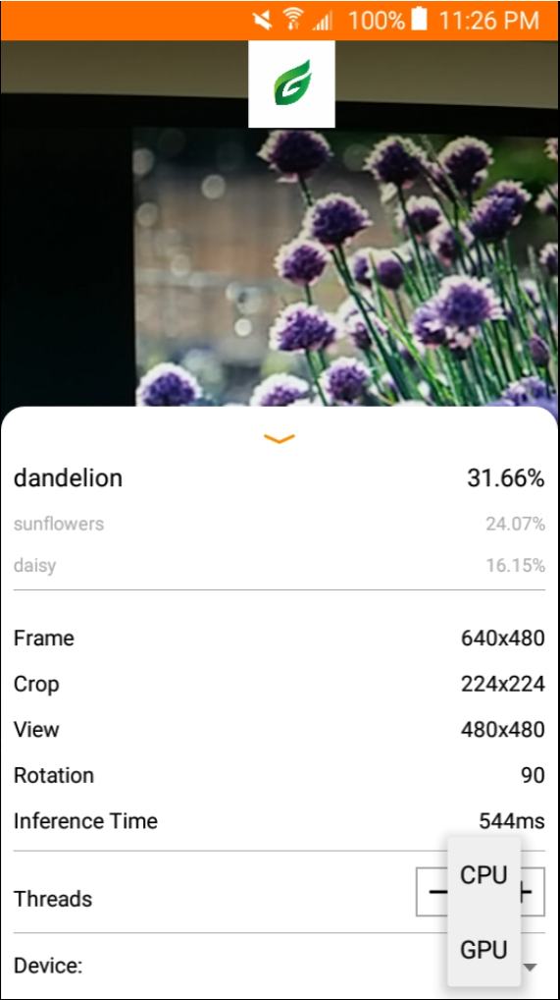 100% 11:26 PM
dandelion 31.66%
sunflowers 24.07%
daisy 16.15%
Frame 640x480
Crop 224x224
View 480x480
Rotation 90
Inference Time 544ms
Threads
CPU
GPU
Device: